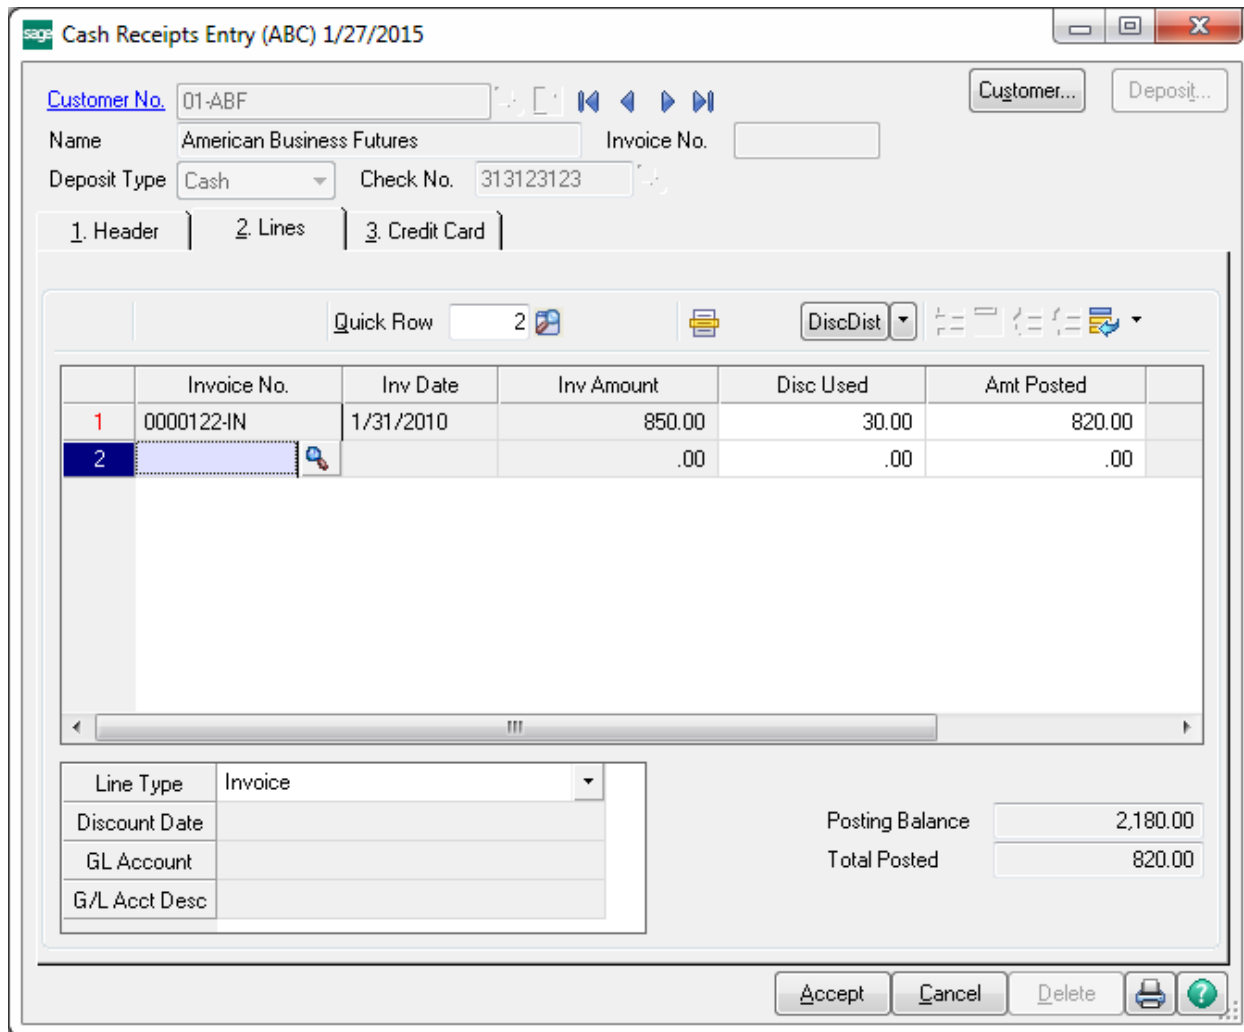 sage Cash Receipts Entry (ABC) 1/27/2015
Customer No. 01-ABF Customer... Deposit...
Name American Business Futures Invoice No.
Deposit Type Cash Check No. 313123123
1. Header 2. Lines 3. Credit Card
Quick Row 2 DiscDist
Invoice No. Inv Date Inv Amount Disc Used Amt Posted
1 0000122-IN 1/31/2010 850.00 30.00 820.00
2 .00 .00 .00
Line Type Invoice
Discount Date
GL Account
G/L Acct Desc
Posting Balance 2,180.00
Total Posted 820.00
Accept Cancel Delete ?